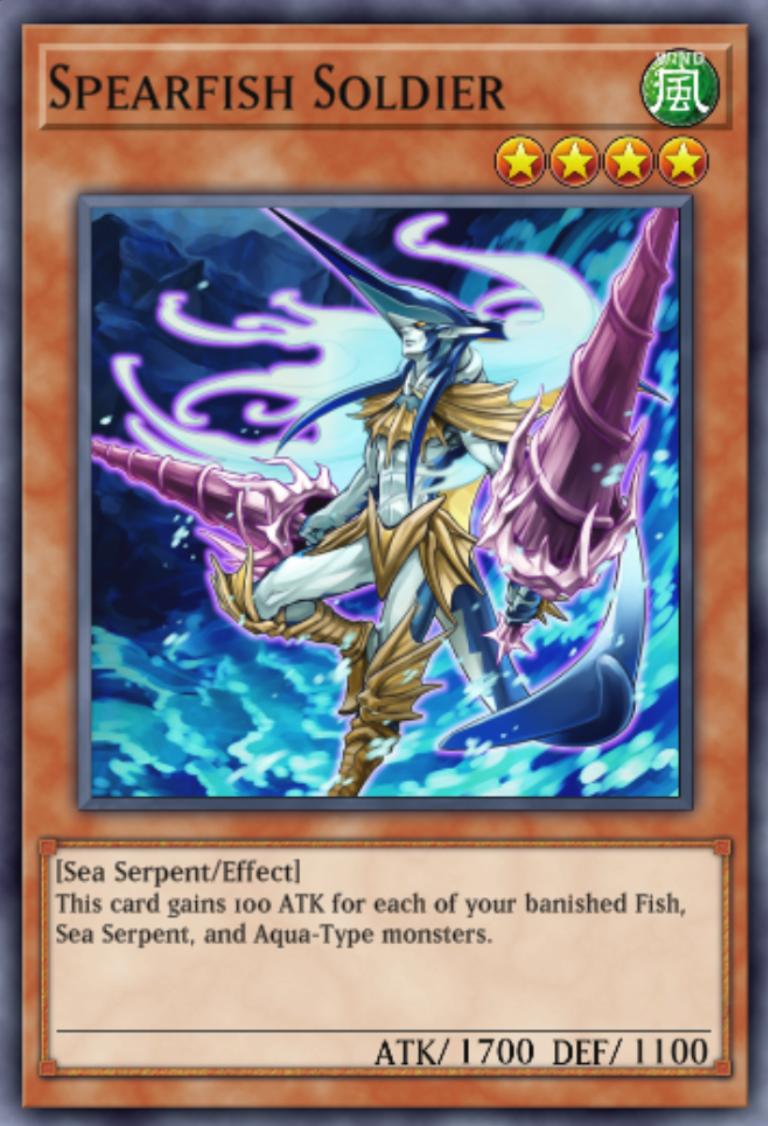 Spearfish Soldier
WIND
風
[Sea Serpent/Effect]
This card gains 100 ATK for each of your banished Fish,
Sea Serpent, and Aqua-Type monsters.
ATK/ 1700 DEF/ 1100